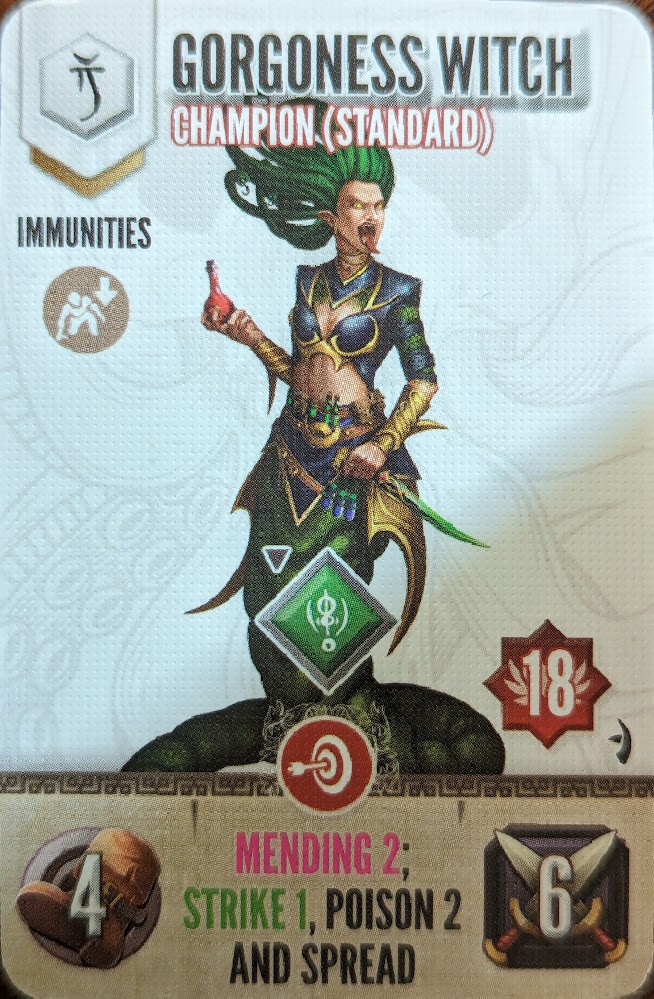 GORGONESS WITCH
CHAMPION (STANDARD)
IMMUNITIES
18
4
MENDING 2;
STRIKE 1, POISON 2
AND SPREAD
6